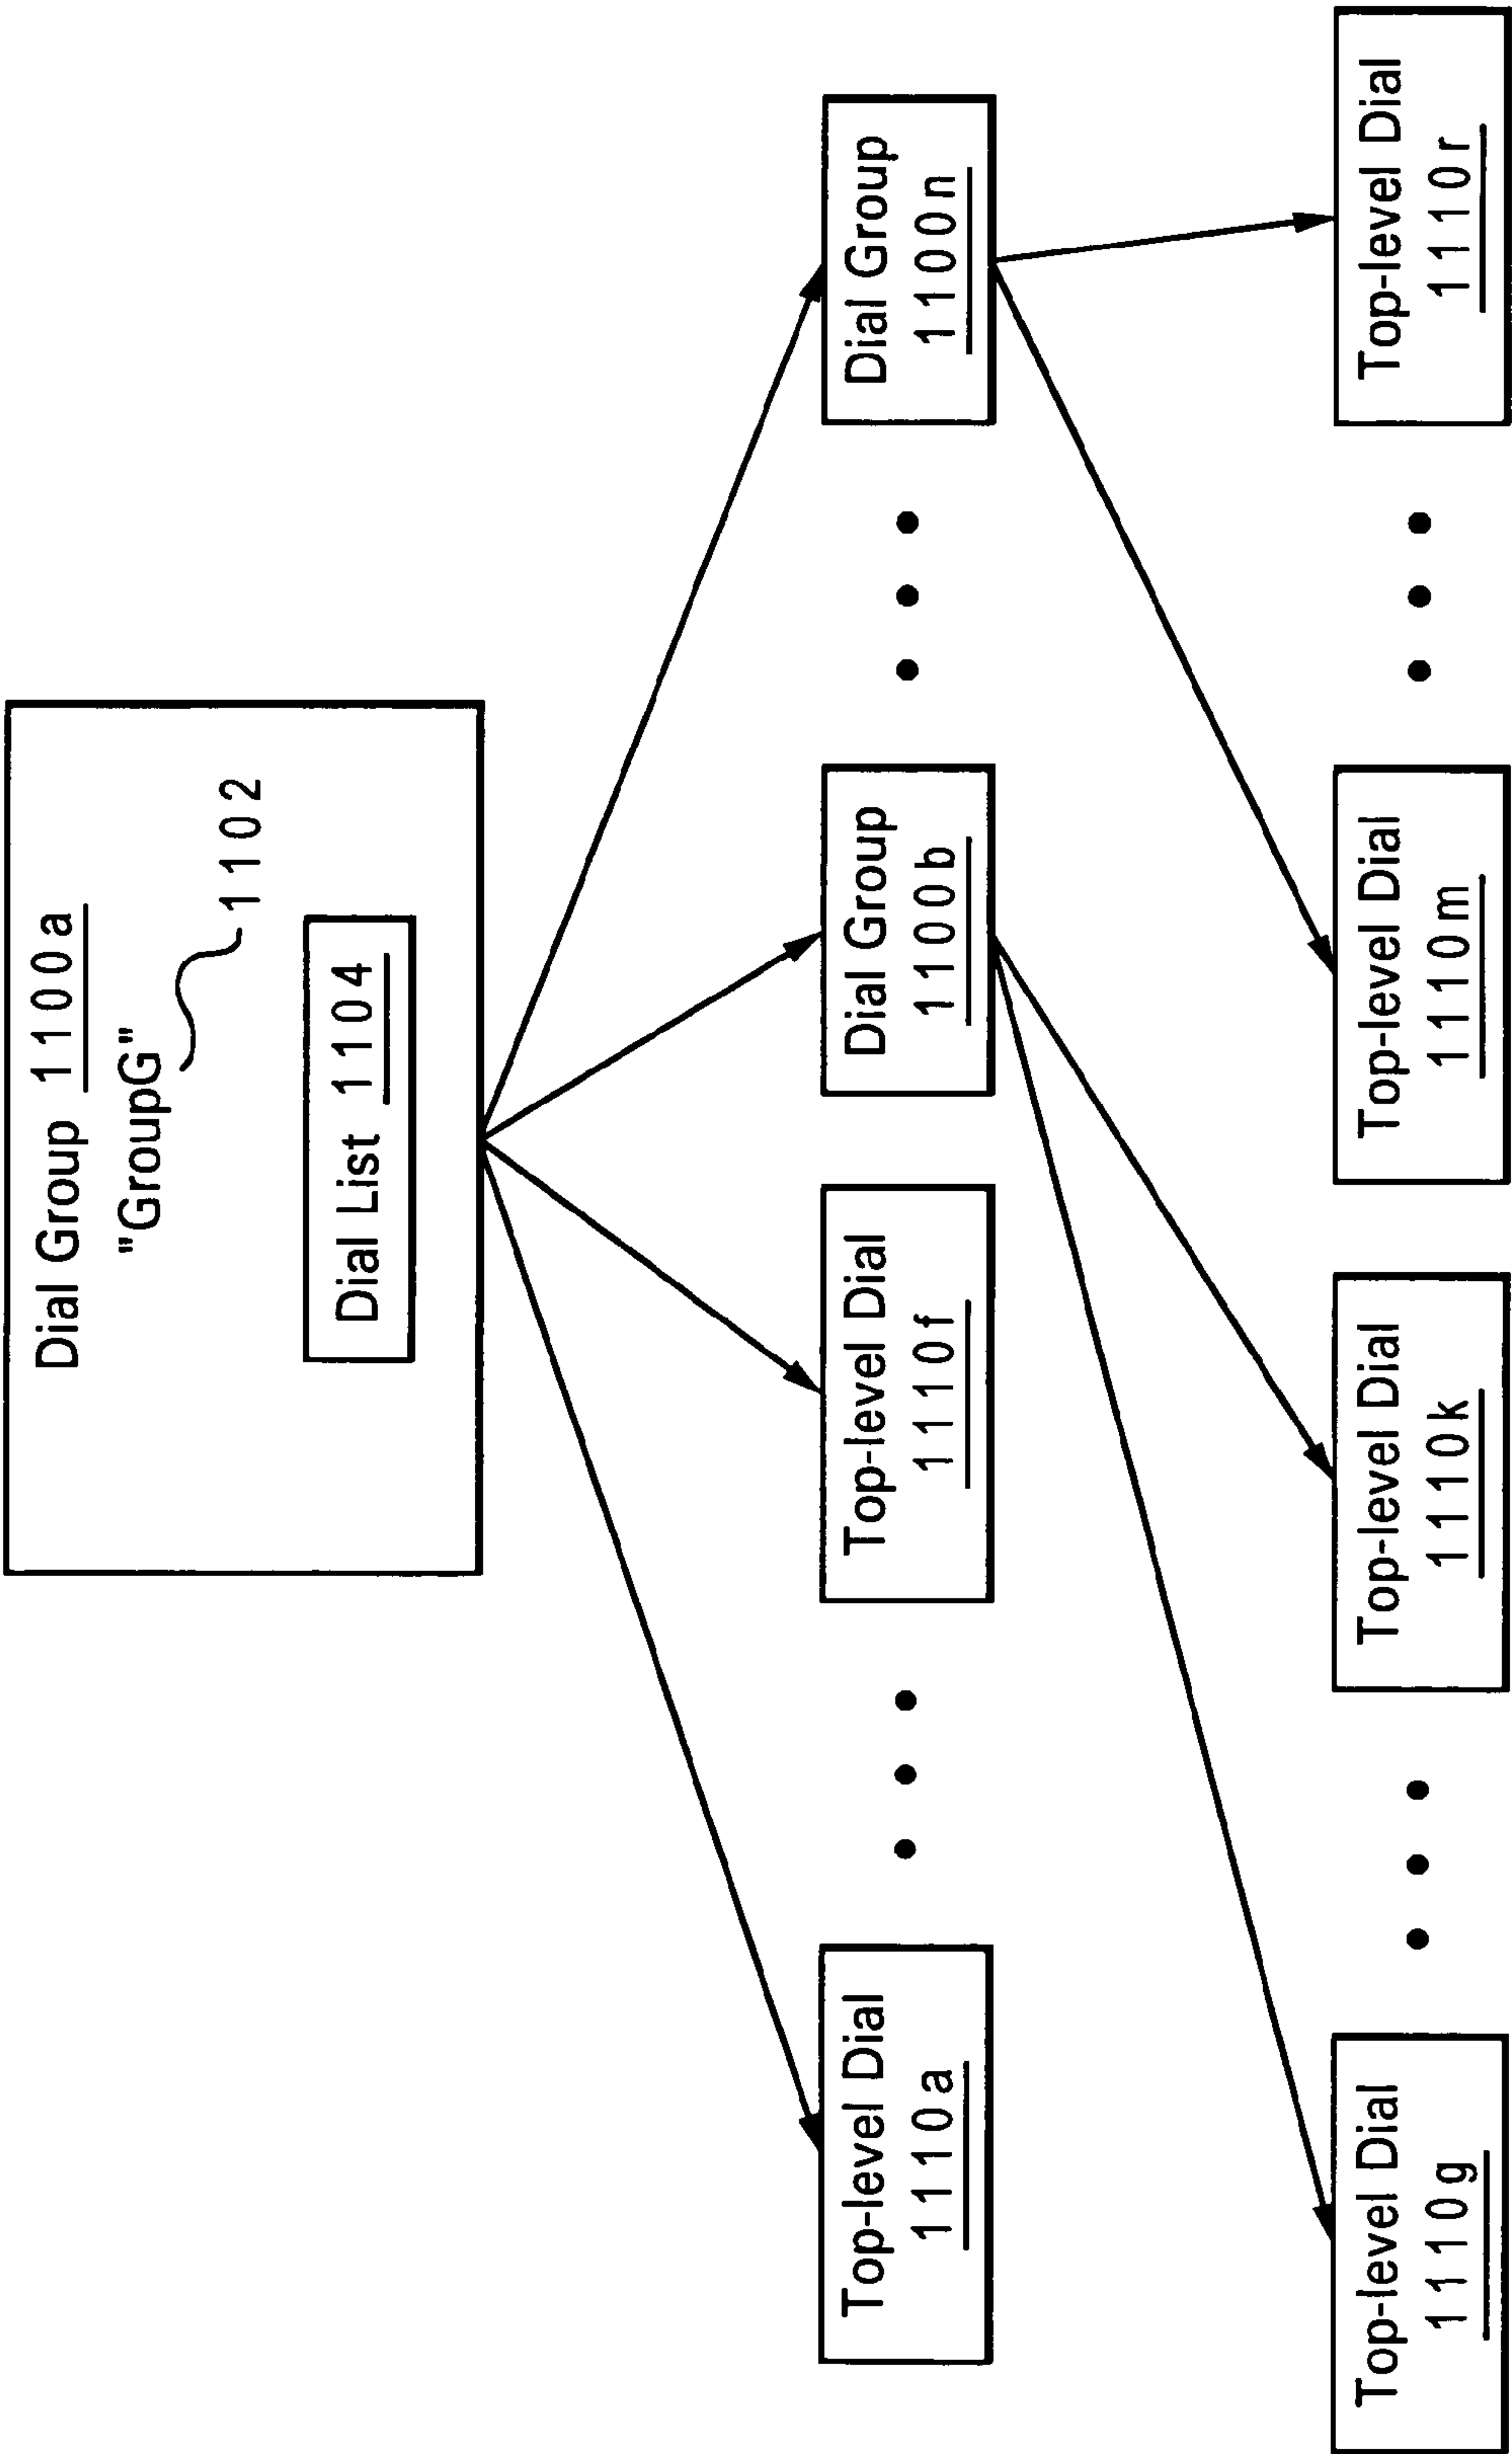 Dial Group 1100a
"GroupG"
1102
Dial List 1104
Top-level Dial
1110a
Top-level Dial
1110f
Dial Group
1100b
Dial Group
1100n
Top-level Dial
1110g
Top-level Dial
1110k
Top-level Dial
1110m
Top-level Dial
1110r